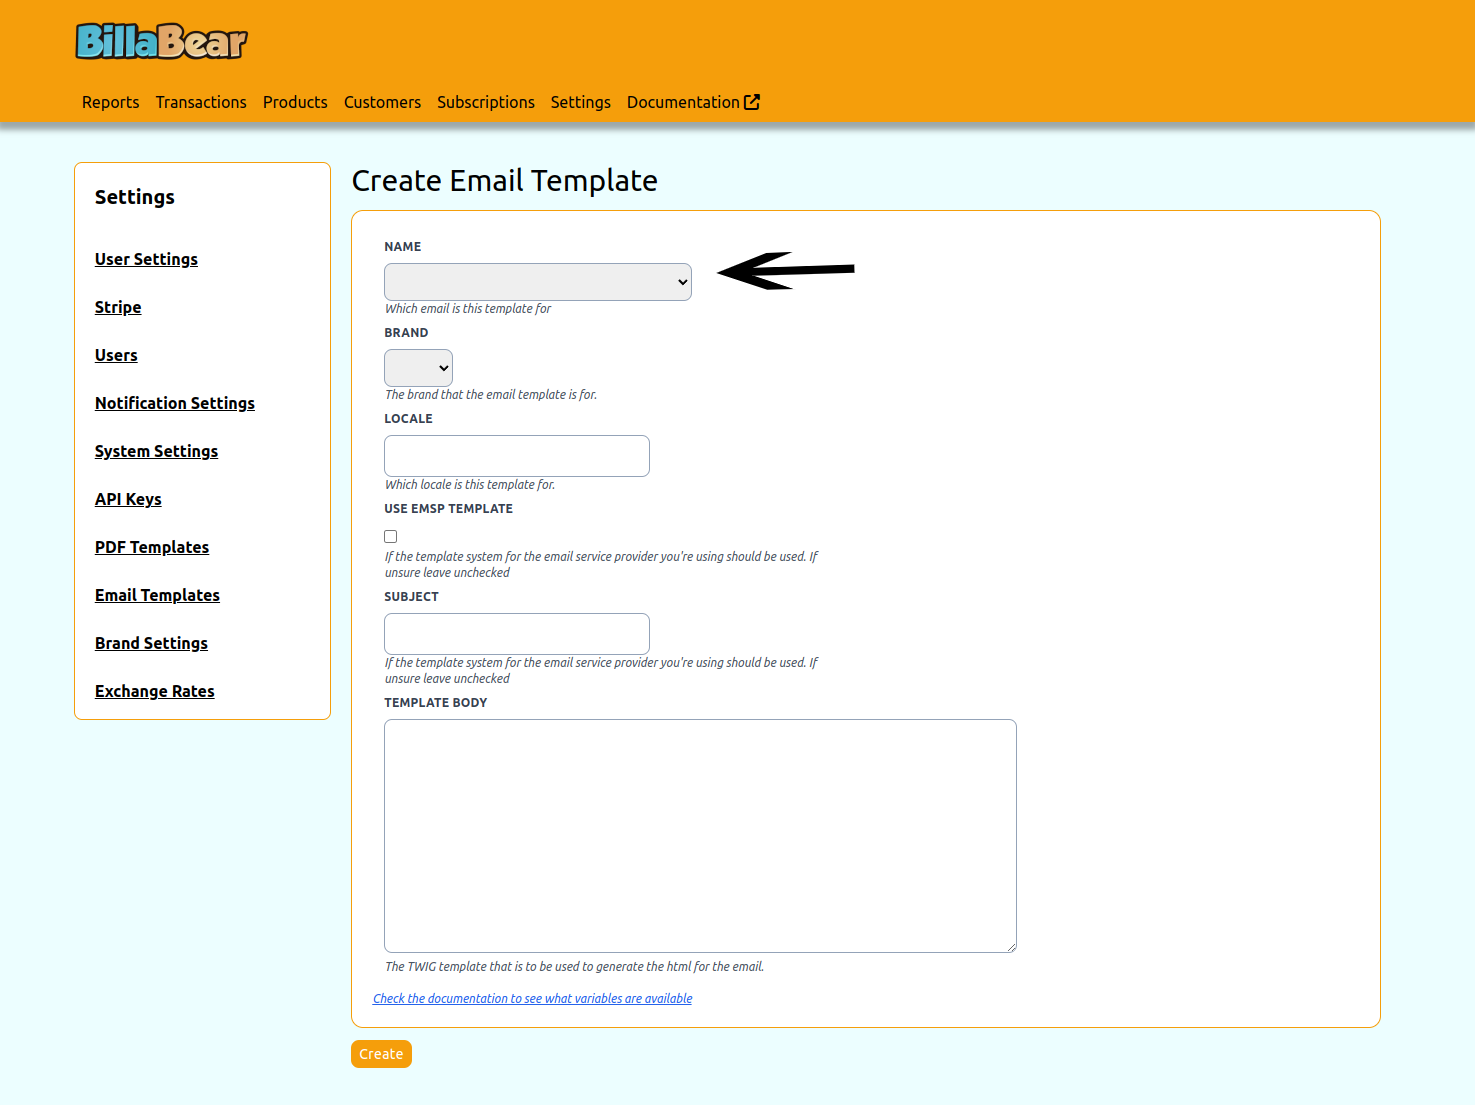 BillaBear
Reports Transactions Products Customers Subscriptions Settings Documentation
Settings
User Settings
Stripe
Users
Notification Settings
System Settings
API Keys
PDF Templates
Email Templates
Brand Settings
Exchange Rates
Create Email Template
NAME
Which email is this template for
BRAND
The brand that the email template is for.
LOCALE
Which locale is this template for.
USE EMSP TEMPLATE
If the template system for the email service provider you're using should be used. If
unsure leave unchecked
SUBJECT
If the template system for the email service provider you're using should be used. If
unsure leave unchecked
TEMPLATE BODY
The TWIG template that is to be used to generate the html for the email.
Check the documentation to see what variables are available
Create